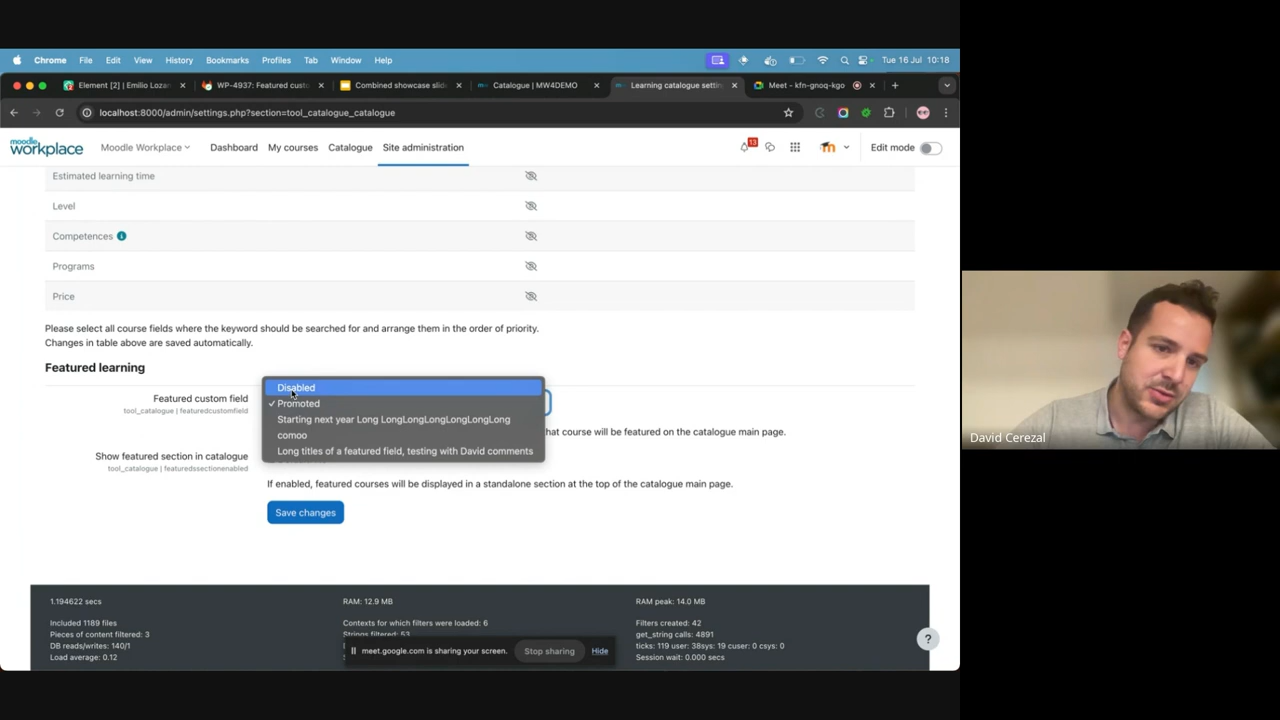 Chrome File Edit View History Bookmarks Profiles Tab Window Help Tue 16 Jul 10:18
Element [2] | Emilio Loza
WP-4937: Featured custo
Combined showcase slid
Catalogue | MW4DEMO
Learning catalogue settin
Meet - kfn-gnoq-kgo
localhost:8000/admin/settings.php?section=tool_catalogue_catalogue
moodle workplace
Moodle Workplace
Dashboard
My courses
Catalogue
Site administration
13
Edit mode
Estimated learning time
Level
Competences
Programs
Price
Please select all course fields where the keyword should be searched for and arrange them in the order of priority.
Changes in table above are saved automatically.
Featured learning
Featured custom field
tool_catalogue | featuredcustomfield
Disabled
✓ Promoted
Starting next year Long LongLongLongLongLongLong
comoo
Long titles of a featured field, testing with David comments
hat course will be featured on the catalogue main page.
Show featured section in catalogue
tool_catalogue | featuredssectionenabled
If enabled, featured courses will be displayed in a standalone section at the top of the catalogue main page.
Save changes
1.194622 secs
RAM: 12.9 MB
RAM peak: 14.0 MB
Included 1189 files
Contexts for which filters were loaded: 6
Filters created: 42
Pieces of content filtered: 3
Strings filtered: 53
get_string calls: 4891
DB reads/writes: 140/1
ticks: 119 user: 38sys: 19 cuser: 0 csys: 0
Load average: 0.12
Session wait: 0.000 secs
meet.google.com is sharing your screen.
Stop sharing
Hide
?
David Cerezal